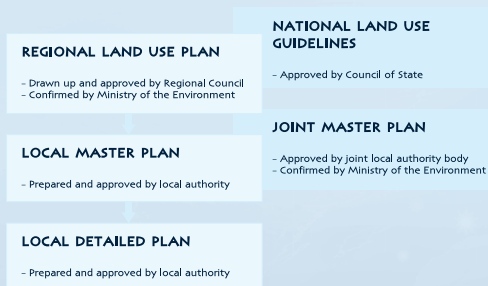 REGIONAL LAND USE PLAN
- Drawn up and approved by Regional Council
- Confirmed by Ministry of the Environment
LOCAL MASTER PLAN
- Prepared and approved by local authority
LOCAL DETAILED PLAN
- Prepared and approved by local authority
NATIONAL LAND USE
GUIDELINES
- Approved by Council of State
JOINT MASTER PLAN
- Approved by joint local authority body
- Confirmed by Ministry of the Environment